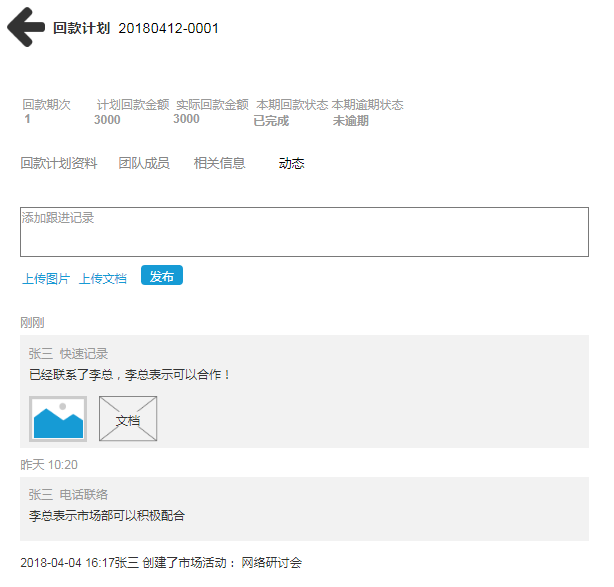 回款计划 20180412-0001
回款期次 计划回款金额 实际回款金额 本期回款状态 本期逾期状态
1 3000 3000 已完成 未逾期
回款计划资料 团队成员 相关信息 动态
添加跟进记录
上传图片 上传文档 发布
刚刚
张三 快速记录
已经联系了李总，李总表示可以合作！
文档
昨天 10:20
张三 电话联络
李总表示市场部可以积极配合
2018-04-04 16:17张三 创建了市场活动： 网络研讨会